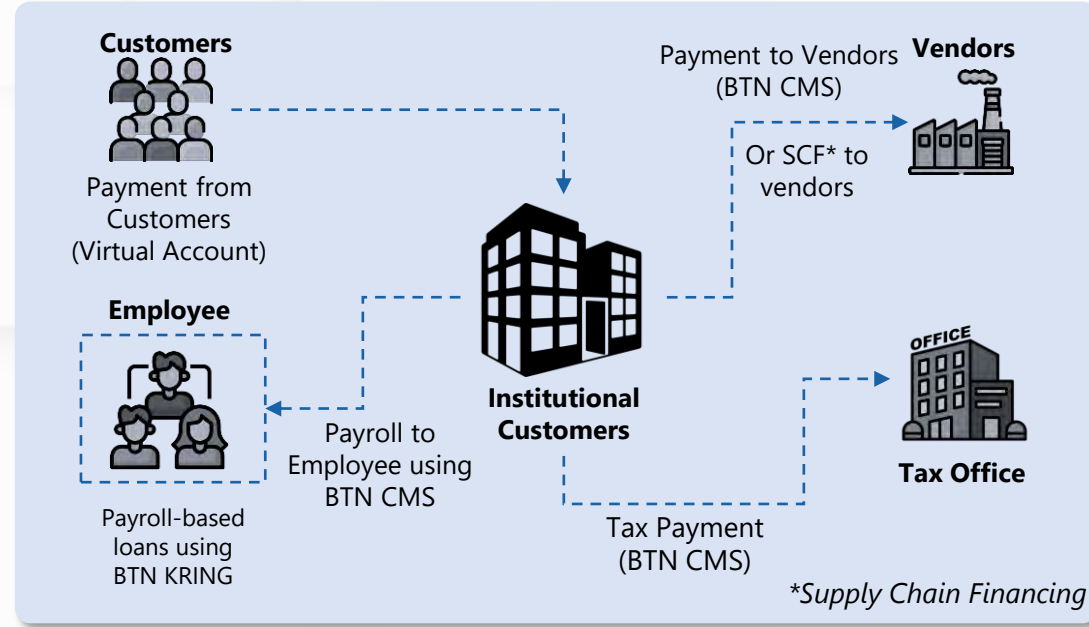 Customers
Payment from
Customers
(Virtual Account)
Payment to Vendors
(BTN CMS)
Or SCF* to
vendors
Vendors
Employee
Payroll-based
loans using
BTN KRING
Payroll to
Employee using
BTN CMS
Institutional
Customers
OFFICE
Tax Office
Tax Payment
(BTN CMS)
*Supply Chain Financing